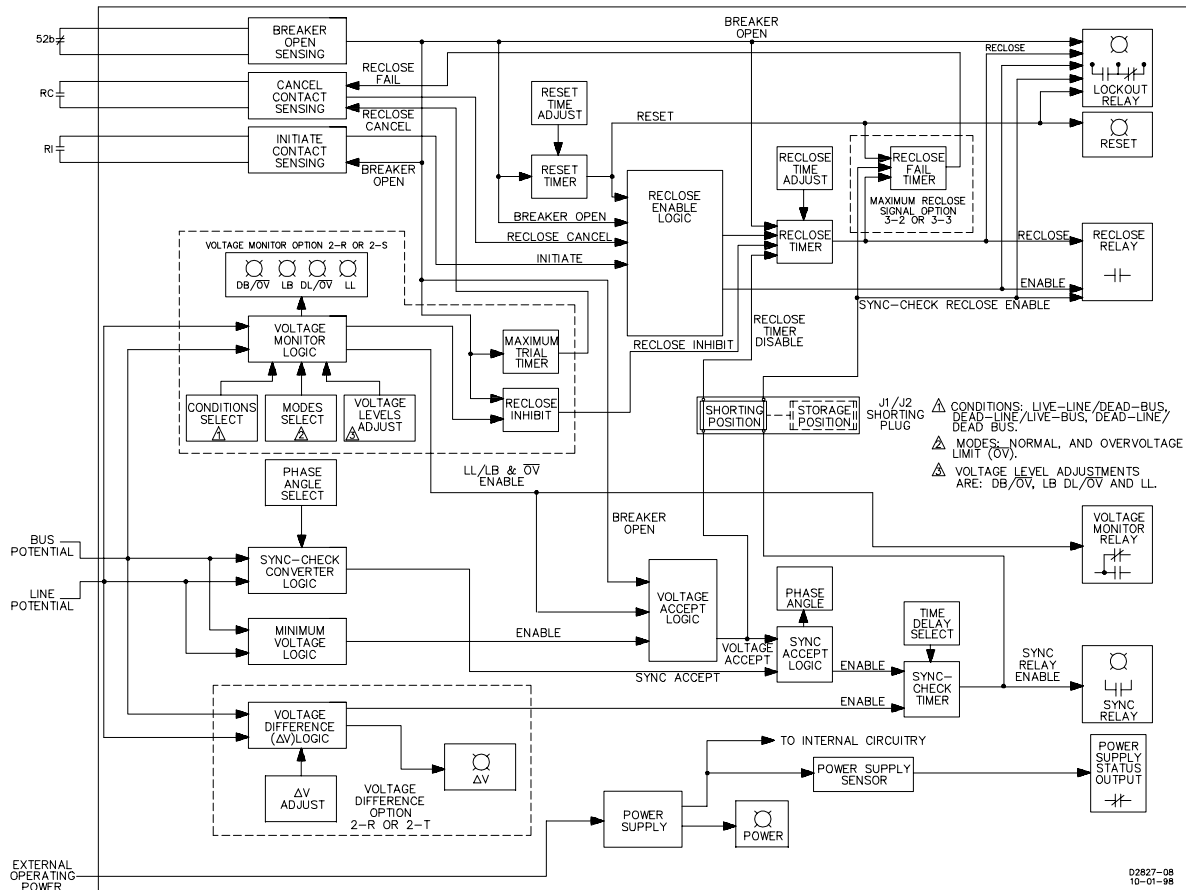 52b
BREAKER
OPEN
SENSING
RC
CANCEL
CONTACT
SENSING
RI
INITIATE
CONTACT
SENSING
RECLOSE
FAIL
RECLOSE
CANCEL
BREAKER
OPEN
BREAKER
OPEN
RECLOSE
LOCKOUT
RELAY
RESET
TIME
ADJUST
RESET
RESET
RESET
TIMER
RECLOSE
ENABLE
LOGIC
RECLOSE
TIME
ADJUST
RECLOSE
FAIL
TIMER
MAXIMUM RECLOSE
SIGNAL OPTION
3-2 OR 3-3
BREAKER OPEN
RECLOSE CANCEL
INITIATE
RECLOSE
TIMER
RECLOSE
RECLOSE
RELAY
ENABLE
SYNC-CHECK RECLOSE ENABLE
VOLTAGE MONITOR OPTION 2-R OR 2-S
DB/OV LB DL/OV LL
VOLTAGE
MONITOR
LOGIC
MAXIMUM
TRIAL
TIMER
RECLOSE INHIBIT
RECLOSE
TIMER
DISABLE
RECLOSE
INHIBIT
CONDITIONS
SELECT
1
MODES
SELECT
2
VOLTAGE
LEVELS
ADJUST
3
SHORTING
POSITION
STORAGE
POSITION
J1/J2
SHORTING
PLUG
1 CONDITIONS: LIVE-LINE/DEAD-BUS,
DEAD-LINE/LIVE-BUS, DEAD-LINE/
DEAD BUS.
2 MODES: NORMAL, AND OVERVOLTAGE
LIMIT (OV).
3 VOLTAGE LEVEL ADJUSTMENTS
ARE: DB/OV, LB DL/OV AND LL.
PHASE
ANGLE
SELECT
LL/LB & OV
ENABLE
BREAKER
OPEN
VOLTAGE
MONITOR
RELAY
BUS
POTENTIAL
LINE
POTENTIAL
SYNC-CHECK
CONVERTER
LOGIC
MINIMUM
VOLTAGE
LOGIC
ENABLE
VOLTAGE
ACCEPT
LOGIC
VOLTAGE
ACCEPT
SYNC ACCEPT
PHASE
ANGLE
SYNC
ACCEPT
LOGIC
ENABLE
TIME
DELAY
SELECT
SYNC-
CHECK
TIMER
SYNC
RELAY
ENABLE
SYNC
RELAY
ENABLE
VOLTAGE
DIFFERENCE
(ΔV)LOGIC
ΔV
ΔV
ADJUST
VOLTAGE
DIFFERENCE
OPTION
2-R OR 2-T
TO INTERNAL CIRCUITRY
POWER SUPPLY
SENSOR
POWER
SUPPLY
STATUS
OUTPUT
POWER
SUPPLY
POWER
EXTERNAL
OPERATING
POWER
D2827-08
10-01-98